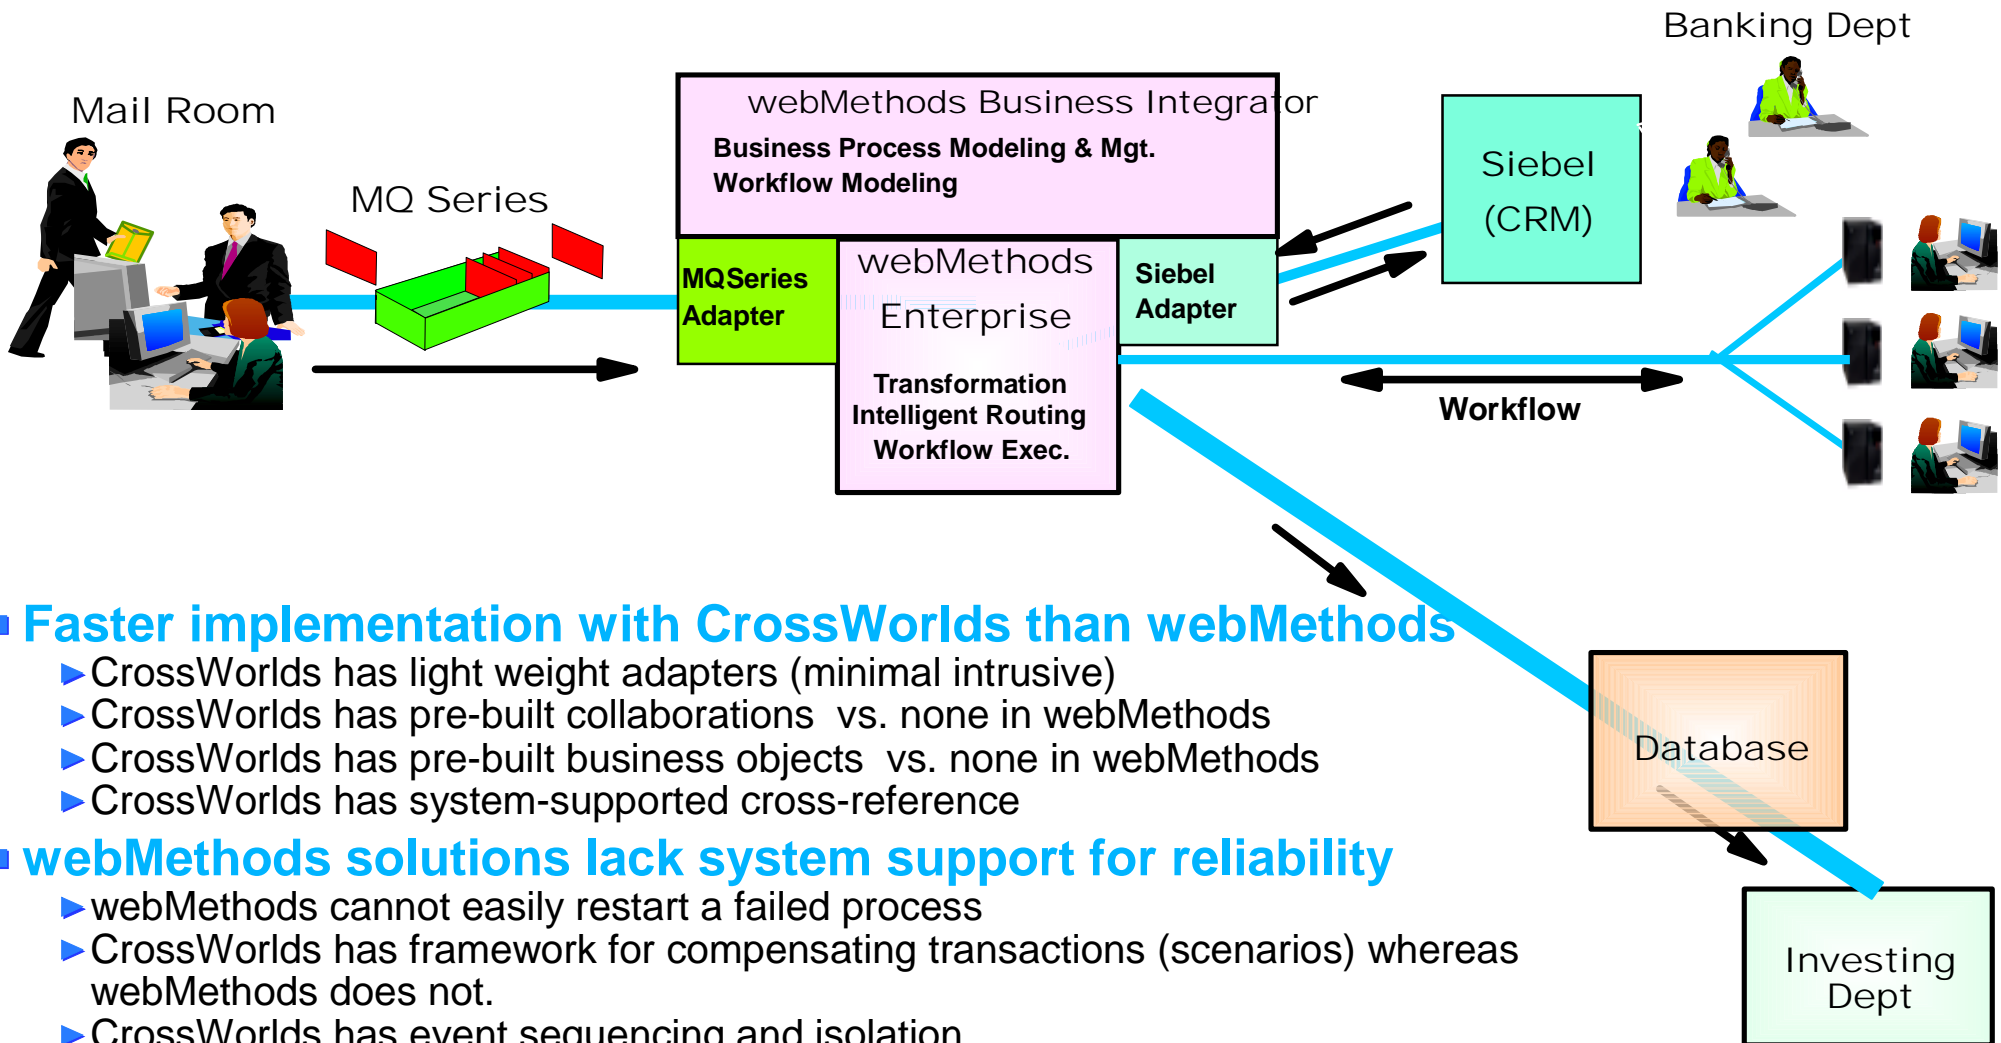 Banking Dept
Mail Room
webMethods Business Integrator
Business Process Modeling & Mgt.
Workflow Modeling
MQ Series
Siebel
(CRM)
MQSeries
Adapter
webMethods
Enterprise
Siebel
Adapter
Transformation
Intelligent Routing
Workflow Exec.
Workflow
Faster implementation with CrossWorlds than webMethods
CrossWorlds has light weight adapters (minimal intrusive)
CrossWorlds has pre-built collaborations vs. none in webMethods
CrossWorlds has pre-built business objects vs. none in webMethods
CrossWorlds has system-supported cross-reference
Database
webMethods solutions lack system support for reliability
webMethods cannot easily restart a failed process
CrossWorlds has framework for compensating transactions (scenarios) whereas
webMethods does not.
CrossWorlds has event sequencing and isolation
Investing
Dept